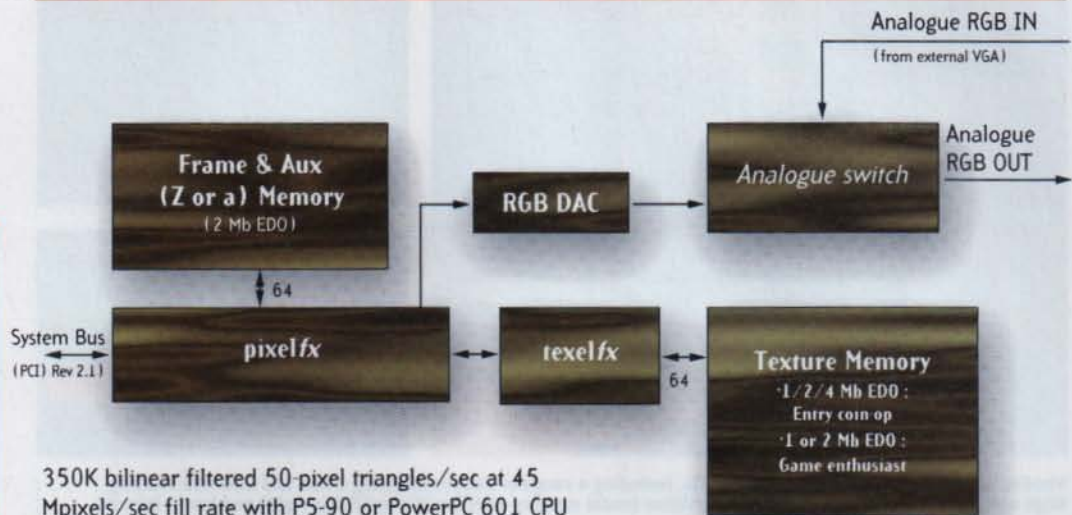 Analogue RGB IN
(from external VGA)
Frame & Aux
(Z or a) Memory
(2 Mb EDO)
RGB DAC
Analogue switch
Analogue
RGB OUT
64
System Bus
(PCI) Rev 2.1)
pixelfx
texelfx
64
Texture Memory
·1/2/4 Mb EDO :
Entry coin op
·1 or 2 Mb EDO :
Game enthusiast
350K bilinear filtered 50-pixel triangles/sec at 45
Mpixels/sec fill rate with P5-90 or PowerPC 601 CPU